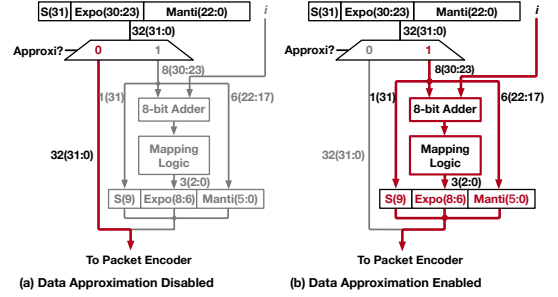 S(31) Expo(30:23) Manti(22:0) i
32(31:0)
Approxi? 0 1
8(30:23)
1(31) 6(22:17)
8-bit Adder
Mapping
Logic
32(31:0)
3(2:0)
S(9) Expo(8:6) Manti(5:0)
To Packet Encoder
(a) Data Approximation Disabled
S(31) Expo(30:23) Manti(22:0) i
32(31:0)
Approxi? 0 1
8(30:23)
1(31) 6(22:17)
8-bit Adder
Mapping
Logic
32(31:0)
3(2:0)
S(9) Expo(8:6) Manti(5:0)
To Packet Encoder
(b) Data Approximation Enabled